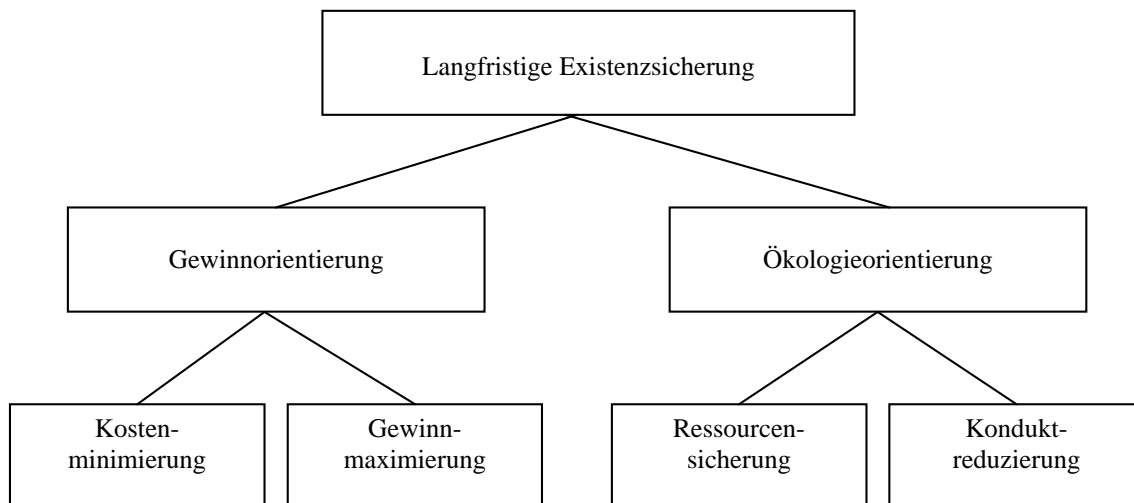 Langfristige Existenzsicherung
Gewinnorientierung
Ökologieorientierung
Kosten-
minimierung
Gewinn-
maximierung
Ressourcen-
sicherung
Kondukt-
reduzierung